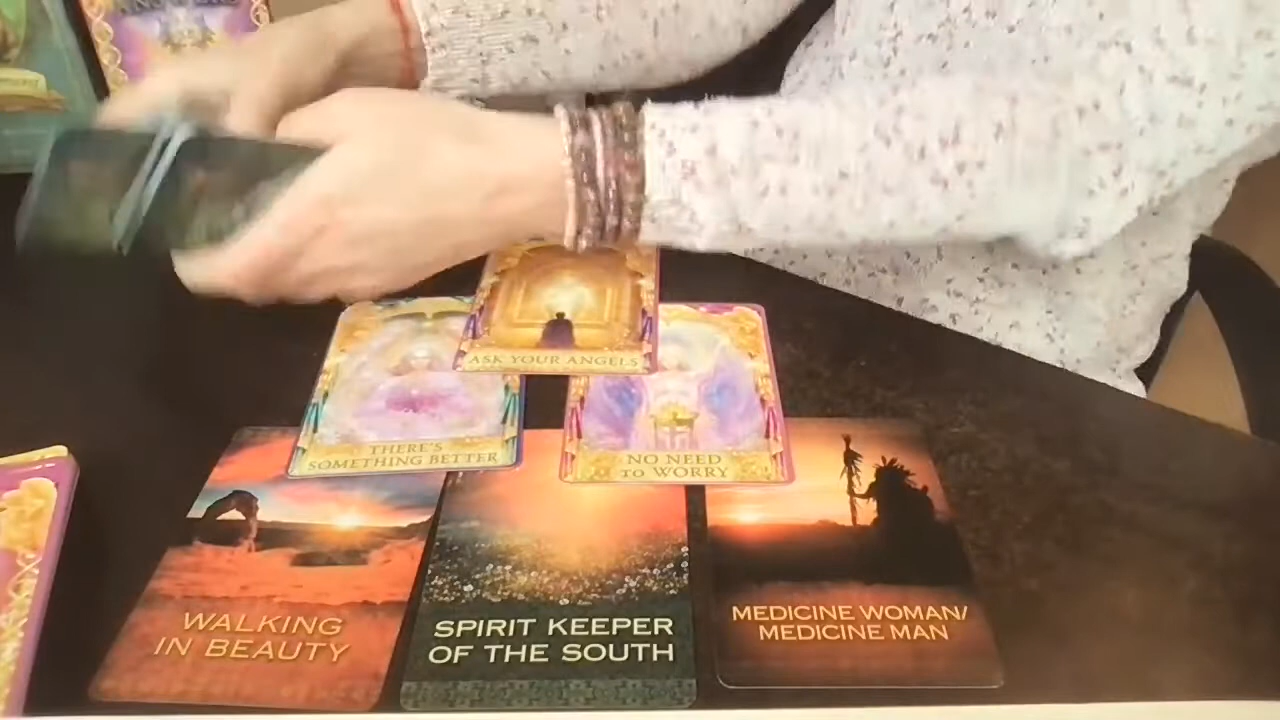 ASK YOUR ANGELS
THERE'S
SOMETHING BETTER
NO NEED
TO WORRY
WALKING
IN BEAUTY
SPIRIT KEEPER
OF THE SOUTH
MEDICINE WOMAN/
MEDICINE MAN